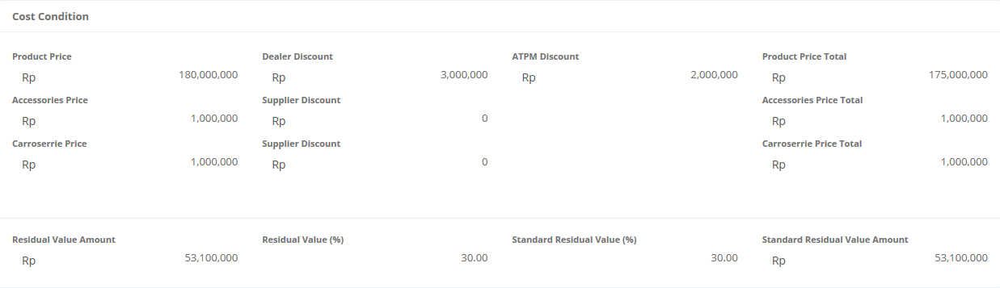 Cost Condition
Product Price Dealer Discount ATPM Discount Product Price Total
Rp 180,000,000 Rp 3,000,000 Rp 2,000,000 Rp 175,000,000
Accessories Price Supplier Discount Accessories Price Total
Rp 1,000,000 Rp 0 Rp 1,000,000
Carroserrie Price Supplier Discount Carroserrie Price Total
Rp 1,000,000 Rp 0 Rp 1,000,000
Residual Value Amount Residual Value (%) Standard Residual Value (%) Standard Residual Value Amount
Rp 53,100,000 30.00 30.00 Rp 53,100,000